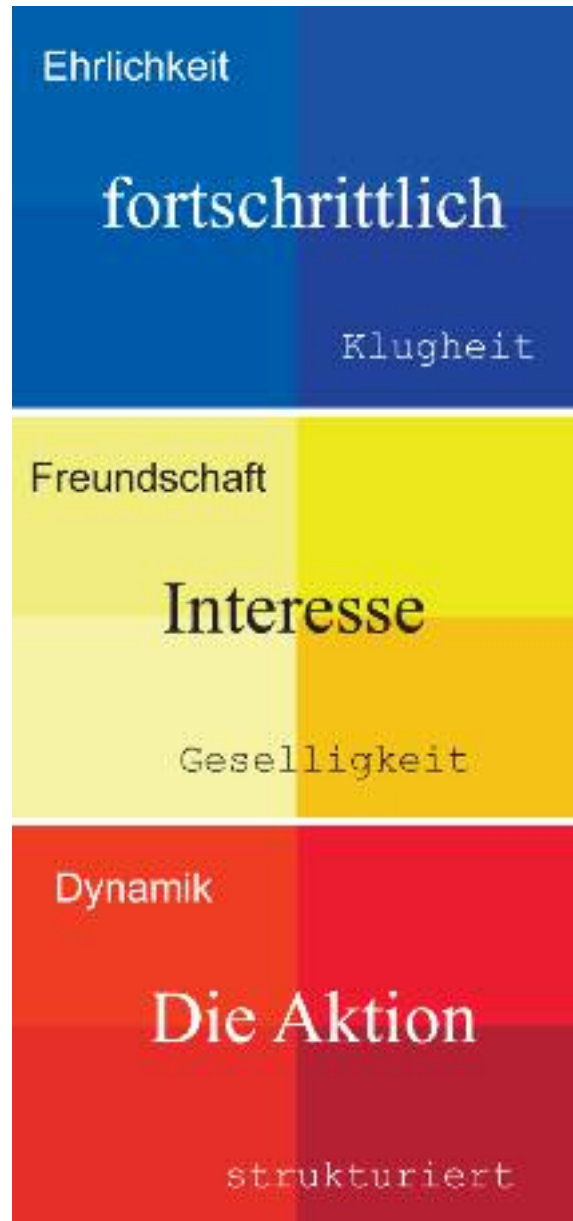 Ehrlichkeit
fortschrittlich
Klugheit
Freundschaft
Interesse
Geselligkeit
Dynamik
Die Aktion
strukturiert